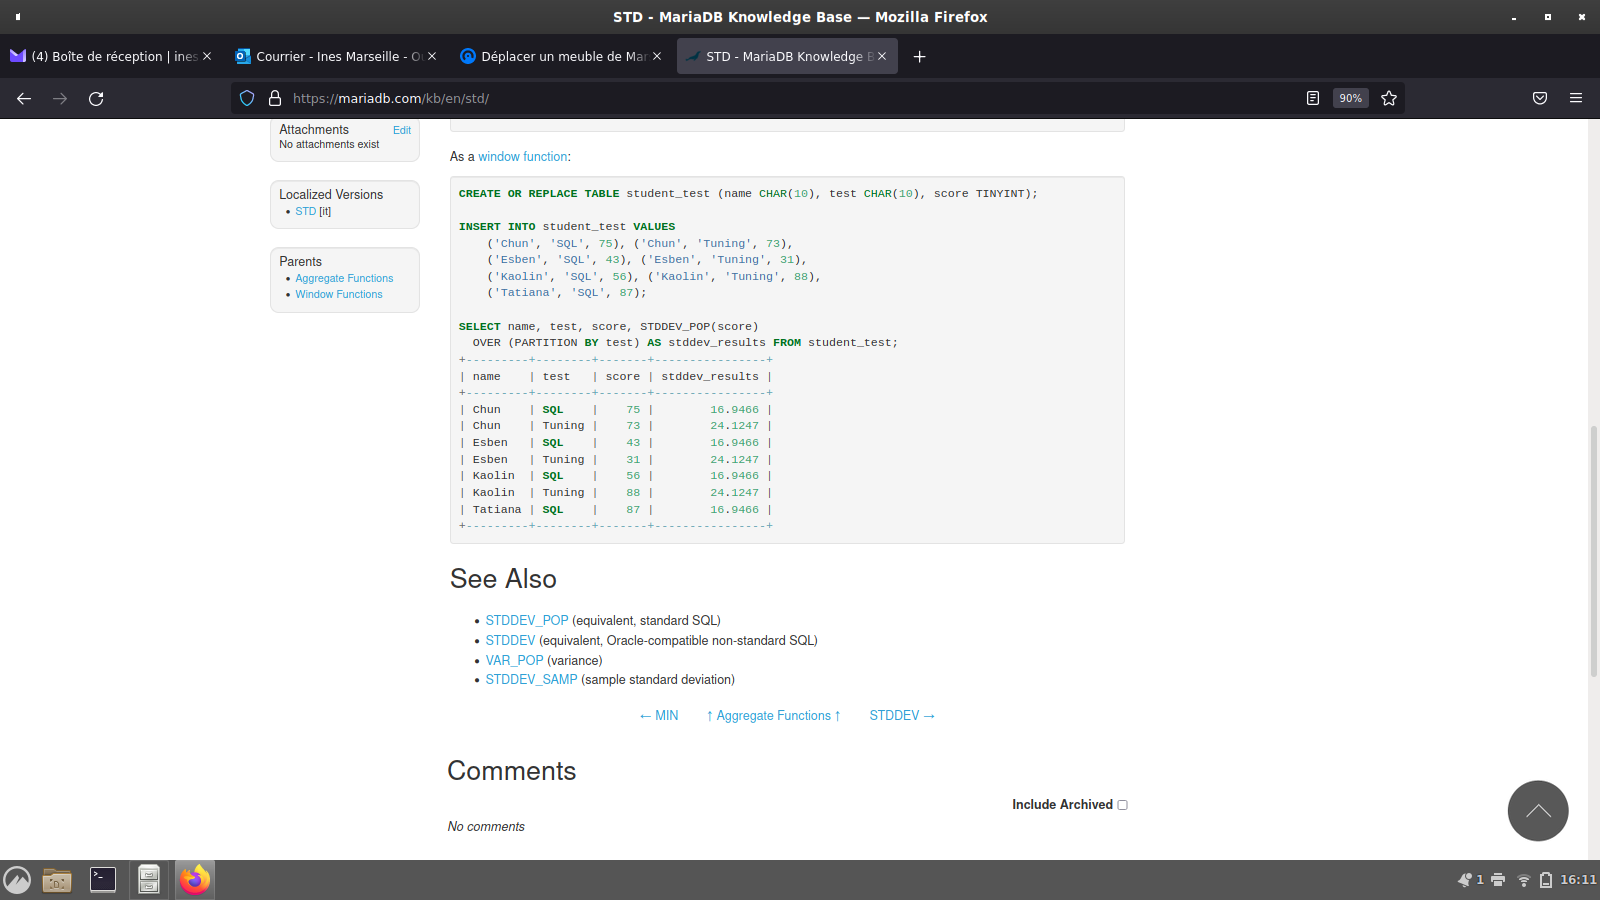 STD - MariaDB Knowledge Base — Mozilla Firefox
(4) Boîte de réception | ines
Courrier - Ines Marseille - O
Déplacer un meuble de Mar
STD - MariaDB Knowledge B
https://mariadb.com/kb/en/std/
90%
Attachments Edit
No attachments exist
Localized Versions
• STD [it]
Parents
• Aggregate Functions
• Window Functions
As a window function:
CREATE OR REPLACE TABLE student_test (name CHAR(10), test CHAR(10), score TINYINT);
INSERT INTO student_test VALUES
    ('Chun', 'SQL', 75), ('Chun', 'Tuning', 73),
    ('Esben', 'SQL', 43), ('Esben', 'Tuning', 31),
    ('Kaolin', 'SQL', 56), ('Kaolin', 'Tuning', 88),
    ('Tatiana', 'SQL', 87);
SELECT name, test, score, STDDEV_POP(score)
  OVER (PARTITION BY test) AS stddev_results FROM student_test;
+---------+--------+-------+----------------+
| name    | test   | score | stddev_results |
+---------+--------+-------+----------------+
| Chun    | SQL    |    75 |        16.9466 |
| Chun    | Tuning |    73 |        24.1247 |
| Esben   | SQL    |    43 |        16.9466 |
| Esben   | Tuning |    31 |        24.1247 |
| Kaolin  | SQL    |    56 |        16.9466 |
| Kaolin  | Tuning |    88 |        24.1247 |
| Tatiana | SQL    |    87 |        16.9466 |
+---------+--------+-------+----------------+
See Also
• STDDEV_POP (equivalent, standard SQL)
• STDDEV (equivalent, Oracle-compatible non-standard SQL)
• VAR_POP (variance)
• STDDEV_SAMP (sample standard deviation)
← MIN ↑ Aggregate Functions ↑ STDDEV →
Comments
Include Archived
No comments
1
16:11